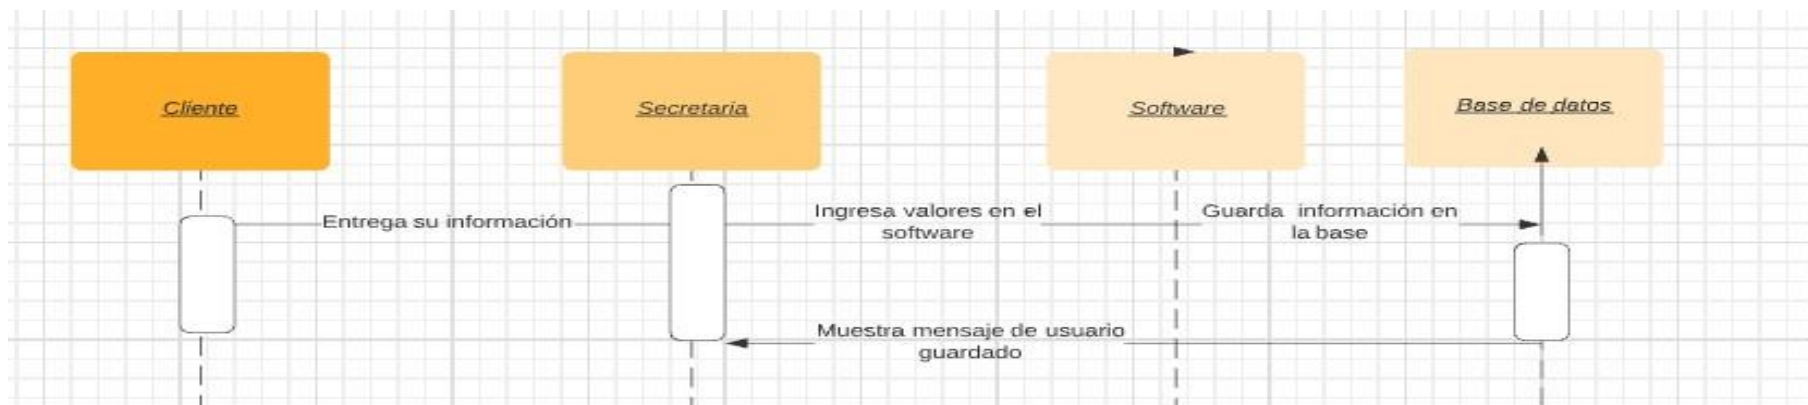 Cliente
Secretaria
Software
Base de datos
Entrega su información
Ingresa valores en el
software
Guarda información en
la base
Muestra mensaje de usuario
guardado